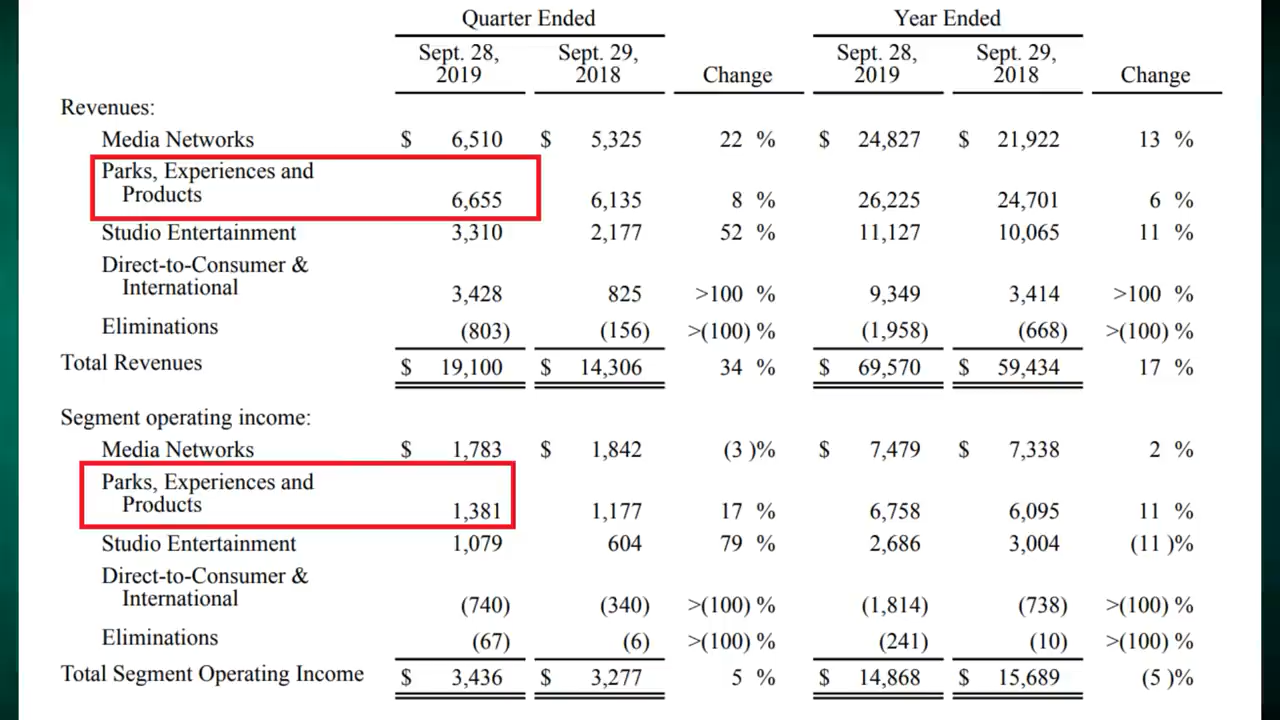 Quarter Ended Year Ended
Sept. 28, Sept. 29, Sept. 28, Sept. 29,
2019 2018 Change 2019 2018 Change
Revenues:
Media Networks $ 6,510 $ 5,325 22 % $ 24,827 $ 21,922 13 %
Parks, Experiences and
Products 6,655 6,135 8 % 26,225 24,701 6 %
Studio Entertainment 3,310 2,177 52 % 11,127 10,065 11 %
Direct-to-Consumer &
International 3,428 825 >100 % 9,349 3,414 >100 %
Eliminations (803) (156) >(100) % (1,958) (668) >(100) %
Total Revenues $ 19,100 $ 14,306 34 % $ 69,570 $ 59,434 17 %
Segment operating income:
Media Networks $ 1,783 $ 1,842 (3 )% $ 7,479 $ 7,338 2 %
Parks, Experiences and
Products 1,381 1,177 17 % 6,758 6,095 11 %
Studio Entertainment 1,079 604 79 % 2,686 3,004 (11 )%
Direct-to-Consumer &
International (740) (340) >(100) % (1,814) (738) >(100) %
Eliminations (67) (6) >(100) % (241) (10) >(100) %
Total Segment Operating Income $ 3,436 $ 3,277 5 % $ 14,868 $ 15,689 (5 )%